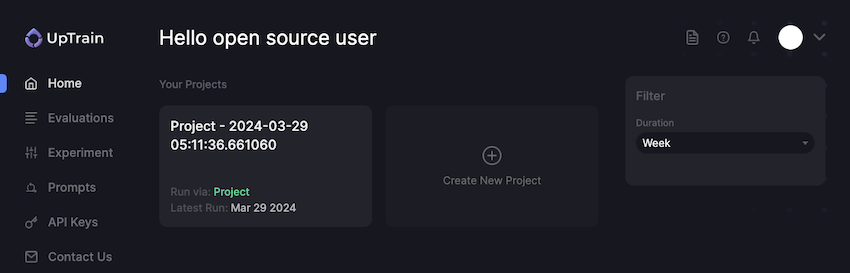 UpTrain
Hello open source user
Home
Evaluations
Experiment
Prompts
API Keys
Contact Us
Your Projects
Project - 2024-03-29
05:11:36.661060
Run via: Project
Latest Run: Mar 29 2024
Create New Project
Filter
Duration
Week